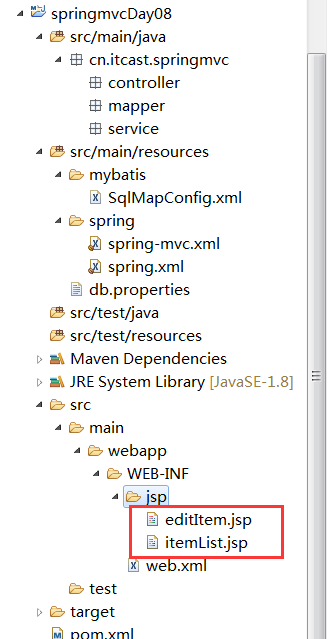 springmvcDay08
src/main/java
cn.itcast.springmvc
controller
mapper
service
src/main/resources
mybatis
SqlMapConfig.xml
spring
spring-mvc.xml
spring.xml
db.properties
src/test/java
src/test/resources
Maven Dependencies
JRE System Library [JavaSE-1.8]
src
main
webapp
WEB-INF
jsp
editItem.jsp
itemList.jsp
web.xml
test
target
pom.xml